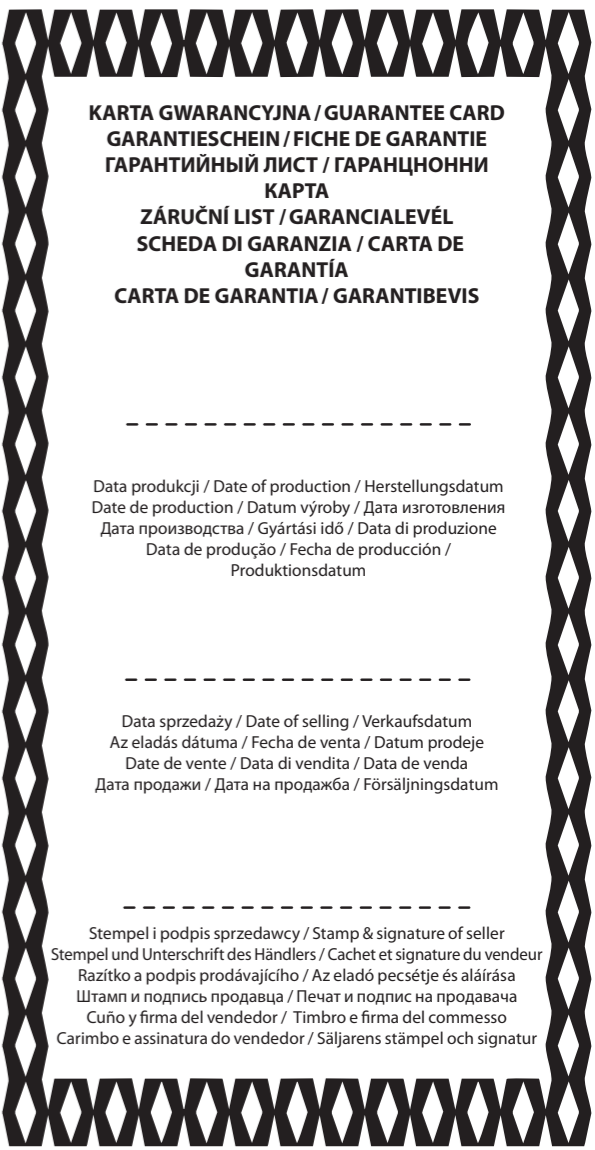 KARTA GWARANCYJNA / GUARANTEE CARD
GARANTIESCHEIN / FICHE DE GARANTIE
ГАРАНТИЙНЫЙ ЛИСТ / ГАРАНЦНОННИ
КАРТА
ZÁRUČNÍ LIST / GARANCIALEVÉL
SCHEDA DI GARANZIA / CARTA DE
GARANTÍA
CARTA DE GARANTIA / GARANTIBEVIS
Data produkcji / Date of production / Herstellungsdatum
Date de production / Datum výroby / Дата изготовления
Дата производства / Gyártási idő / Data di produzione
Data de produçăo / Fecha de producción /
Produktionsdatum
Data sprzedaży / Date of selling / Verkaufsdatum
Az eladás dátuma / Fecha de venta / Datum prodeje
Date de vente / Data di vendita / Data de venda
Дата продажи / Дата на продажба / Försäljningsdatum
Stempel i podpis sprzedawcy / Stamp & signature of seller
Stempel und Unterschrift des Händlers / Cachet et signature du vendeur
Razítko a podpis prodávajícího / Az eladó pecsétje és aláírása
Штамп и подпись продавца / Печат и подпис на продавача
Cuño y firma del vendedor / Timbro e firma del commesso
Carimbo e assinatura do vendedor / Säljarens stämpel och signatur